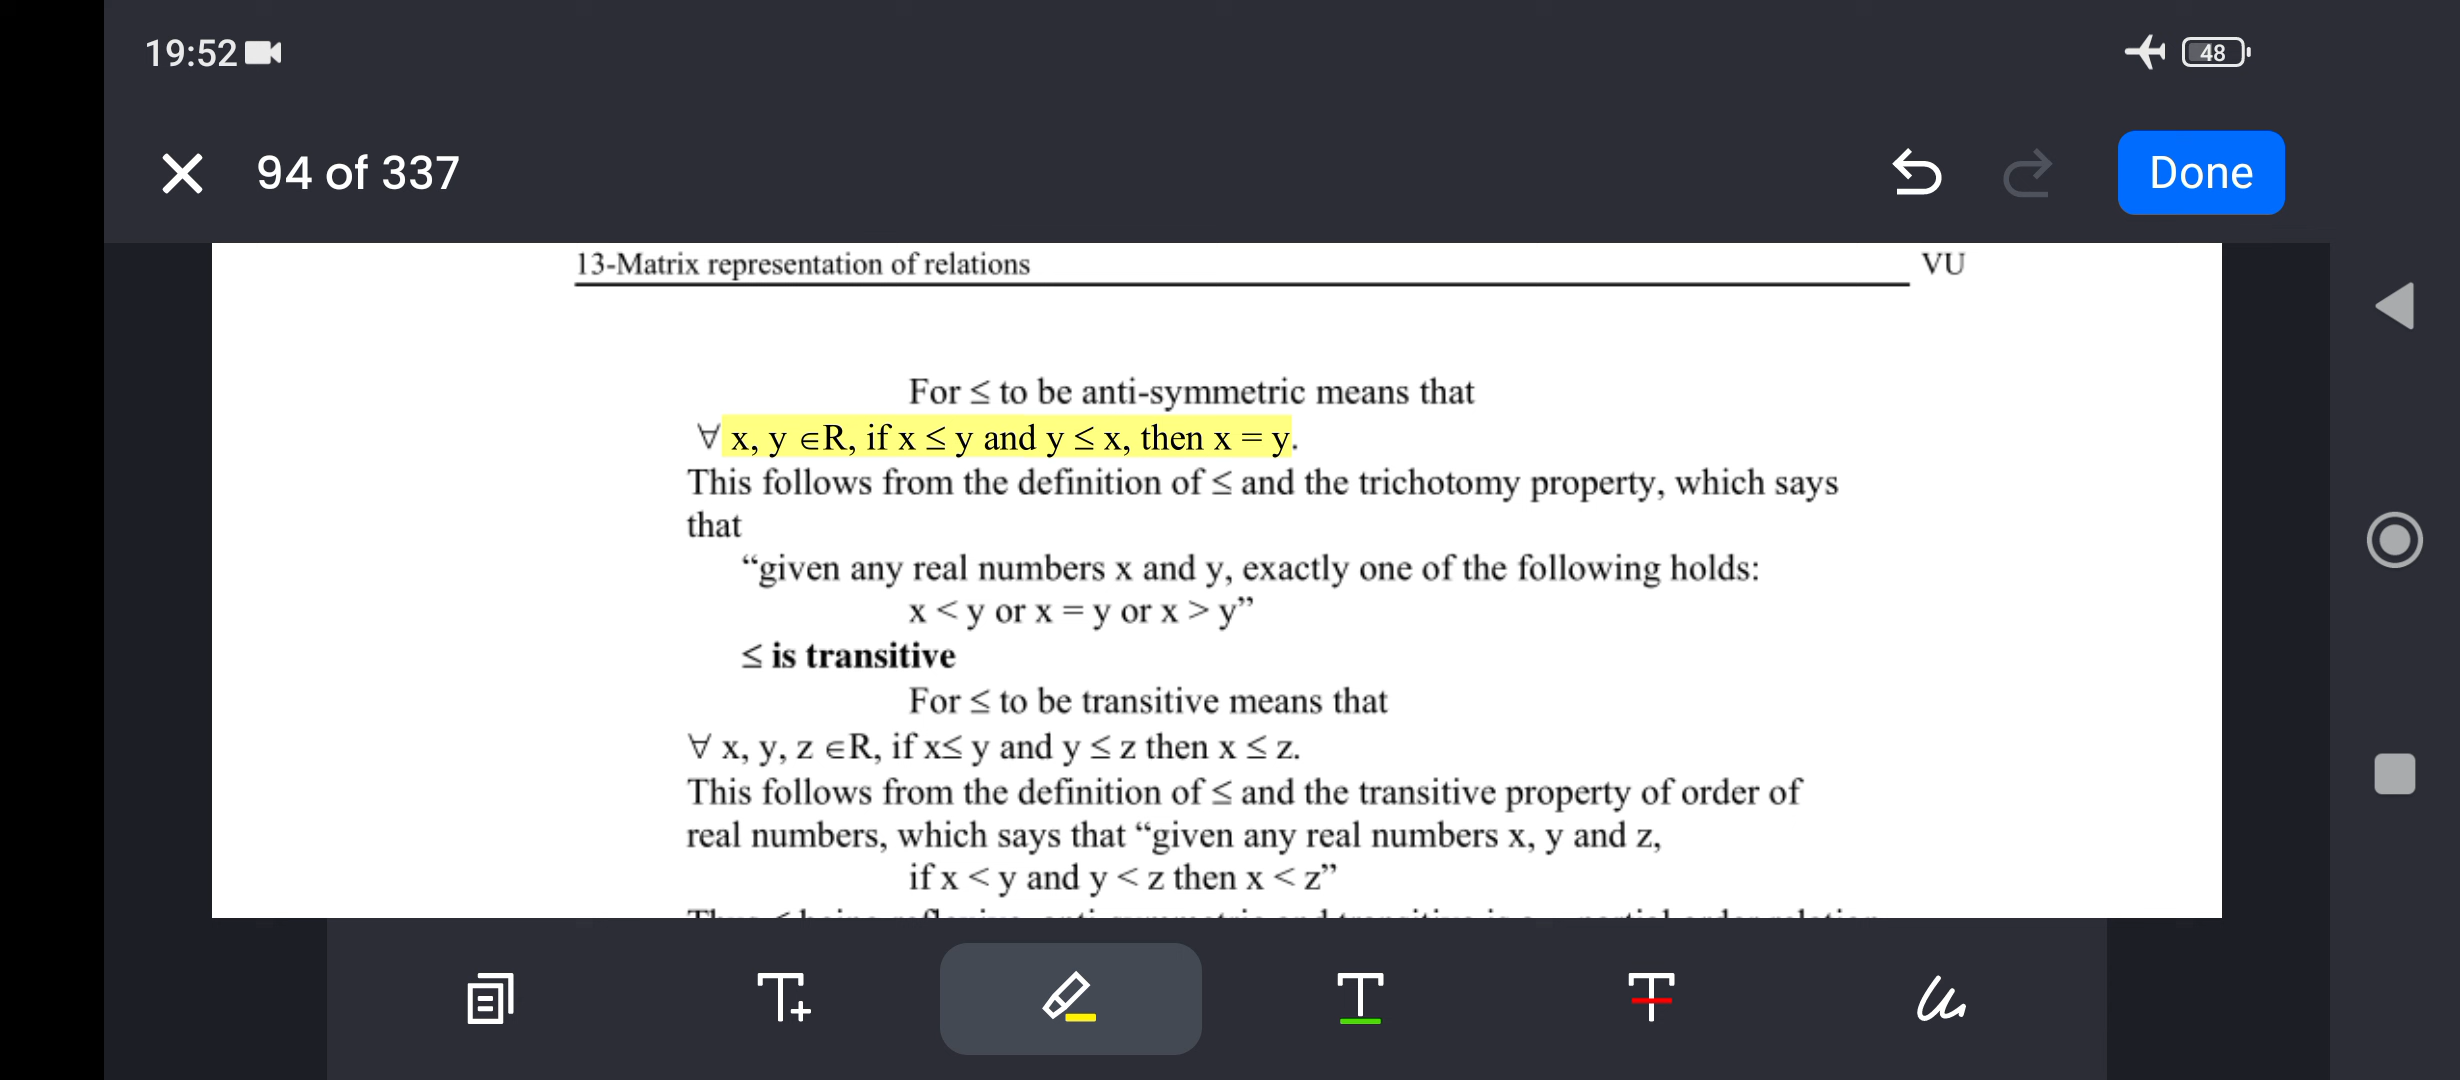 19:52
48
94 of 337
Done
13-Matrix representation of relations VU
For ≤ to be anti-symmetric means that
∀ x, y ∈R, if x ≤ y and y ≤ x, then x = y.
This follows from the definition of ≤ and the trichotomy property, which says
that
“given any real numbers x and y, exactly one of the following holds:
x < y or x = y or x > y”
≤ is transitive
For ≤ to be transitive means that
∀ x, y, z ∈R, if x≤ y and y ≤ z then x ≤ z.
This follows from the definition of ≤ and the transitive property of order of
real numbers, which says that “given any real numbers x, y and z,
if x < y and y < z then x < z”